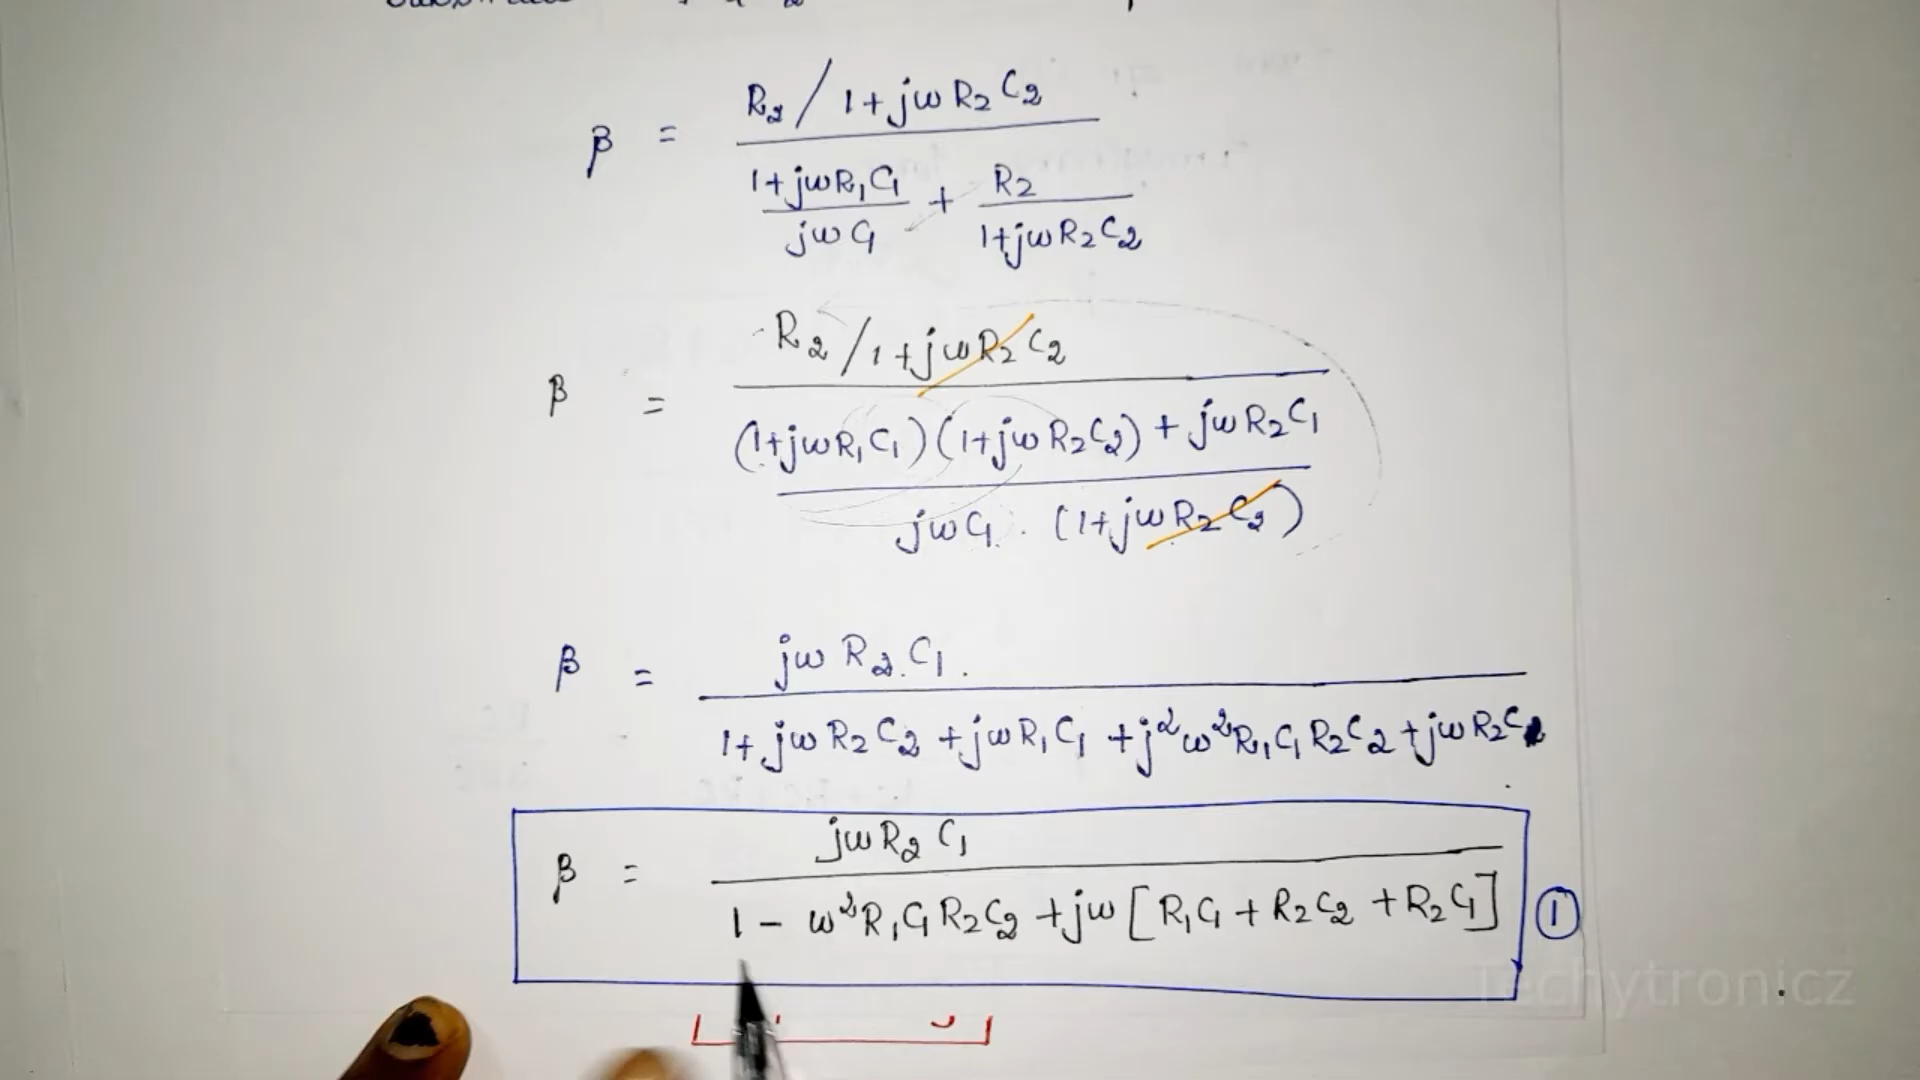 β = R₂ / 1+jωR₂C₂
1+jωR₁C₁ / jωC₁ + R₂ / 1+jωR₂C₂
β = R₂ / 1+jωR₂C₂
(1+jωR₁C₁)(1+jωR₂C₂) + jωR₂C₁
jωC₁ . (1+jωR₂C₂)
β = jωR₂.C₁.
1+jωR₂C₂ +jωR₁C₁ +j²ω²R₁C₁R₂C₂ +jωR₂C
β = jωR₂C₁
1 - ω²R₁C₁R₂C₂ +jω[R₁C₁ + R₂C₂ + R₂C₁] ①
Techytronicz